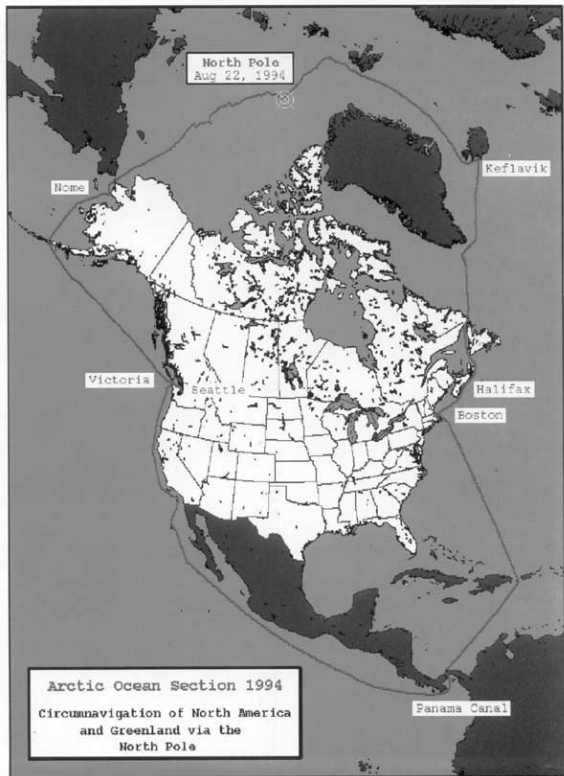 North Pole
Aug 22, 1994
Keflavik
Nome
Victoria
Seattle
Halifax
Boston
Panama Canal
Arctic Ocean Section 1994
Circumnavigation of North America
and Greenland via the
North Pole